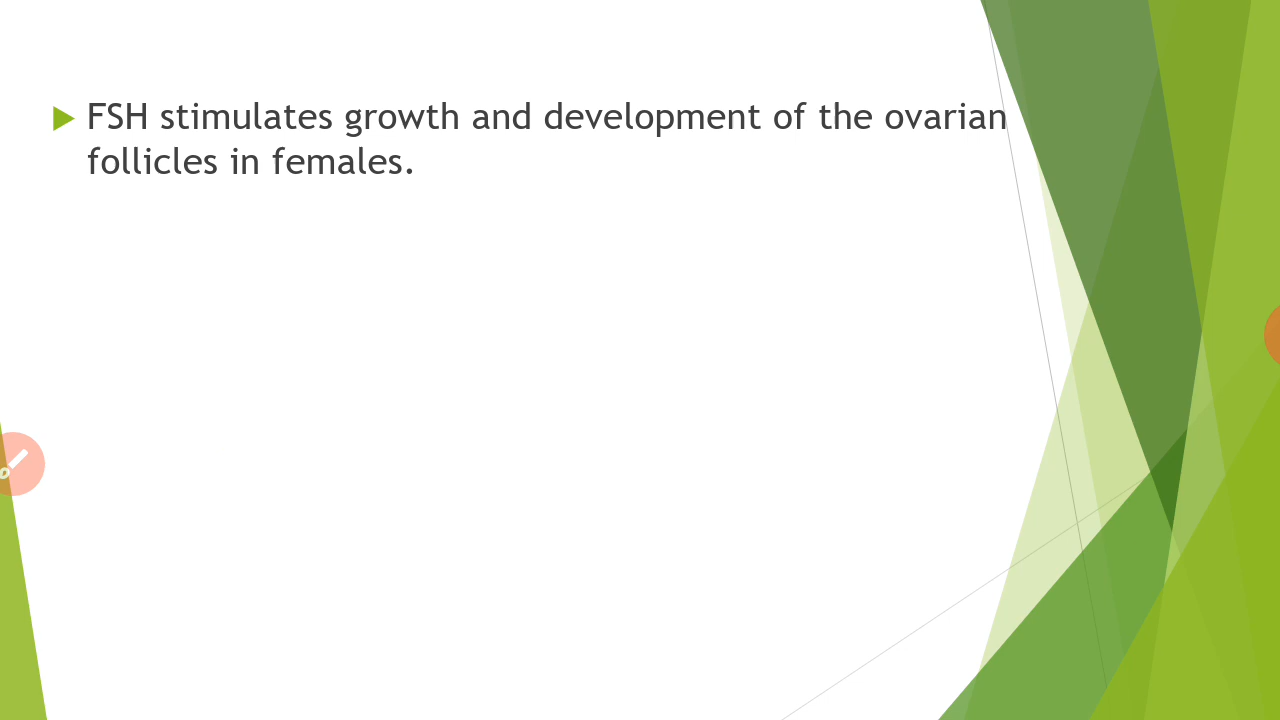 FSH stimulates growth and development of the ovarian
follicles in females.